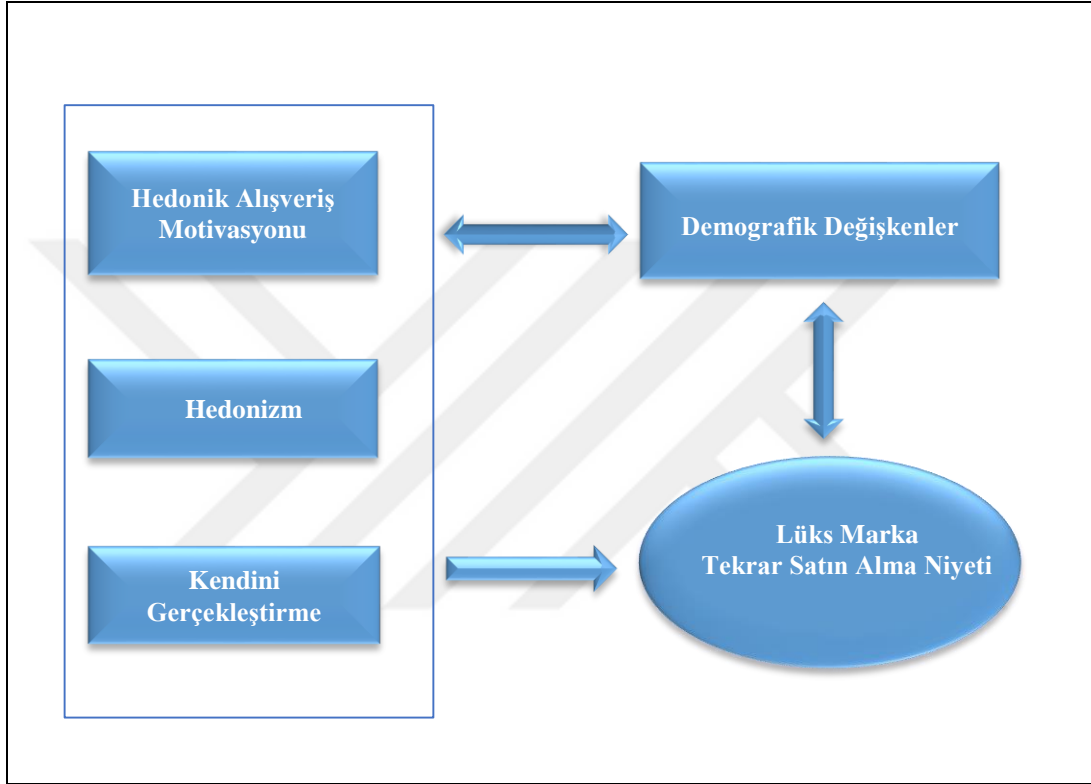 Hedonik Alışveriş
Motivasyonu
Demografik Değişkenler
Hedonizm
Lüks Marka
Tekrar Satın Alma Niyeti
Kendini
Gerçekleştirme